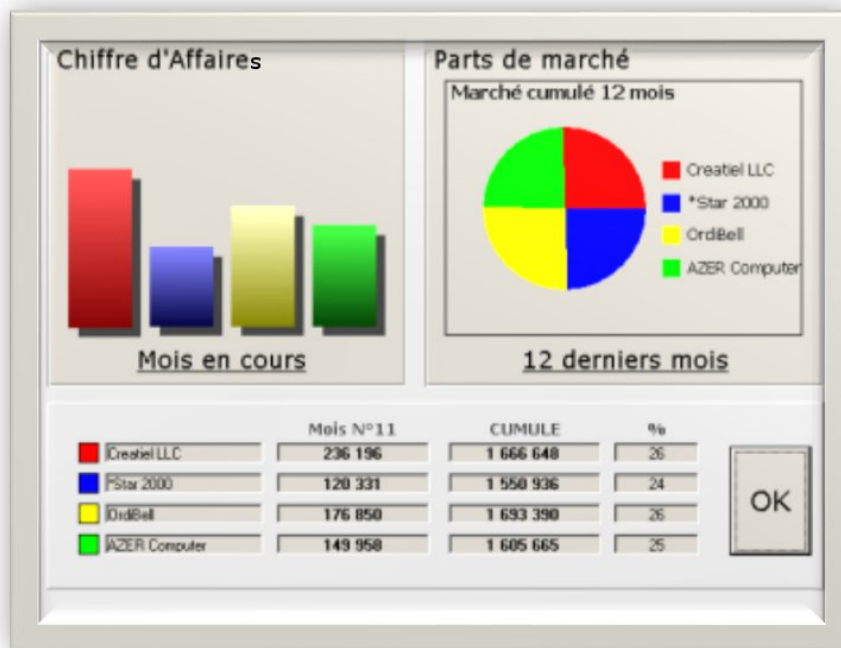 Chiffre d'Affaires
Mois en cours
Parts de marché
Marché cumulé 12 mois
Creatiel LLC
*Star 2000
OrdiBell
AZER Computer
12 derniers mois
Mois N°11 CUMULE %
Creatiel LLC 236 196 1 666 648 26
*Star 2000 120 331 1 550 936 24
OrdiBell 176 850 1 693 390 26
AZER Computer 149 958 1 605 665 25
OK